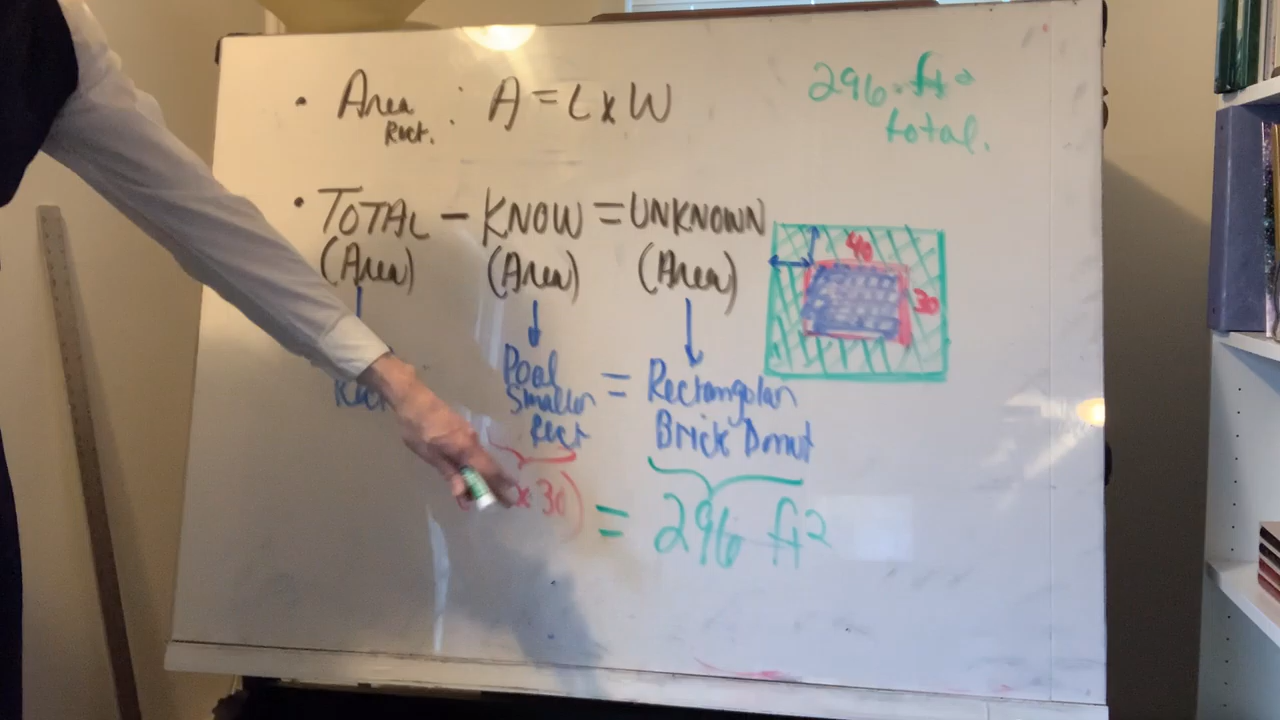 • Area Rect. : A = L x W
296 ft² total.
• TOTAL - KNOW = UNKNOWN
(Area) (Area) (Area)
40
30
Pool Smaller Rect = Rectangular Brick Donut
x 30) = 296 ft²